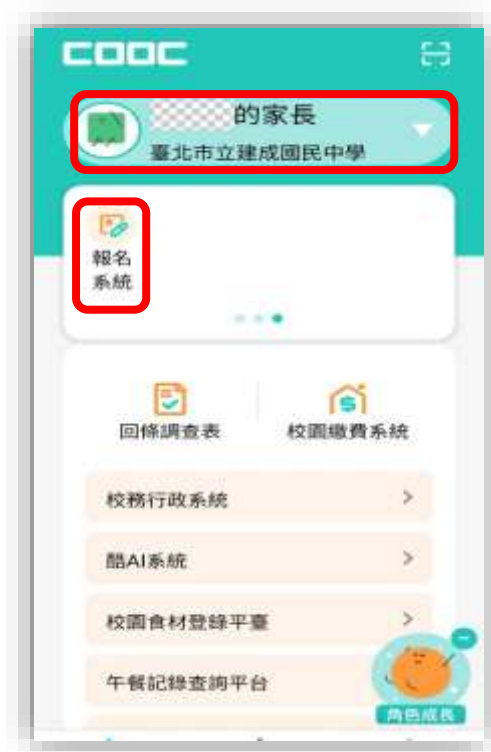 COOC
的家長
臺北市立建成國民中學
報名
系統
回條調查表
校園繳費系統
校務行政系統
酷AI系統
校園食材登錄平臺
午餐記錄查詢平台
角色成長